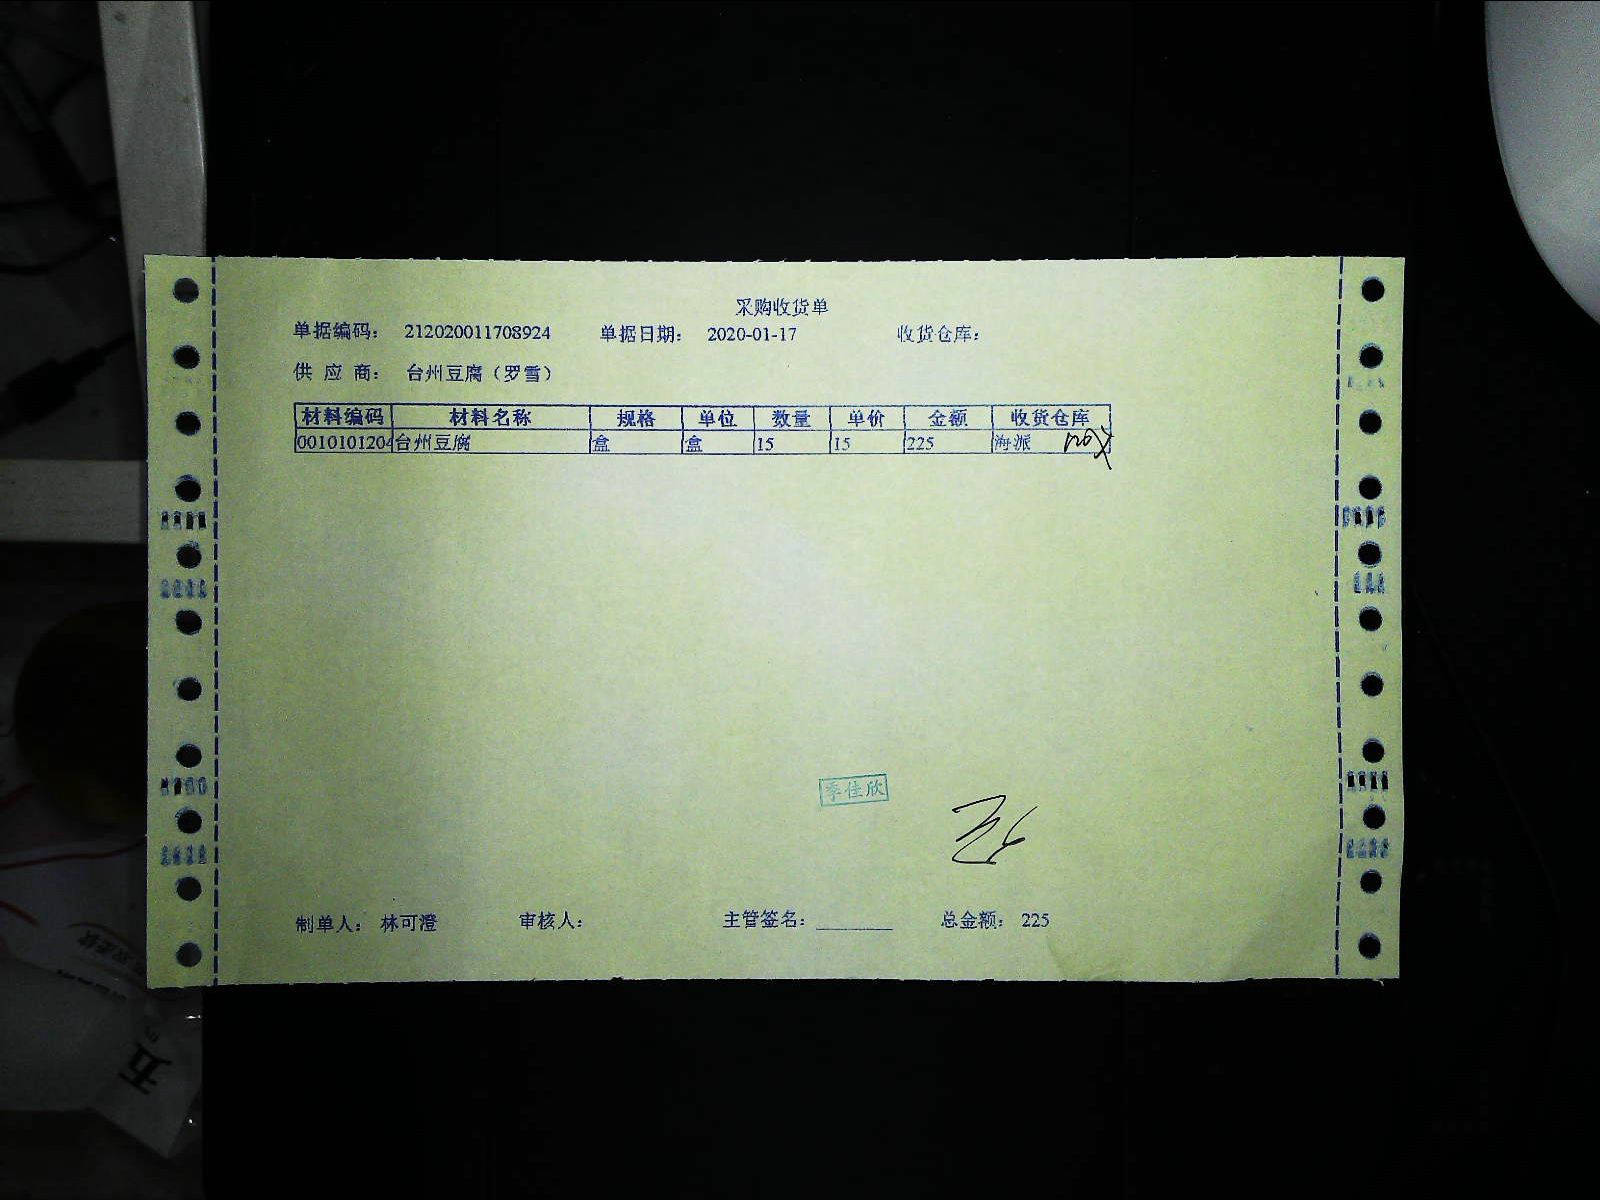 采购收货单
单据编码： 212020011708924 单据日期： 2020-01-17 收货仓库：
供 应 商： 台州豆腐（罗雪）
材料编码 材料名称 规格 单位 数量 单价 金额 收货仓库
0010101204 台州豆腐 盒 盒 15 15 225 海派
季佳欣
制单人： 林可澄 审核人： 主管签名： 总金额： 225
五